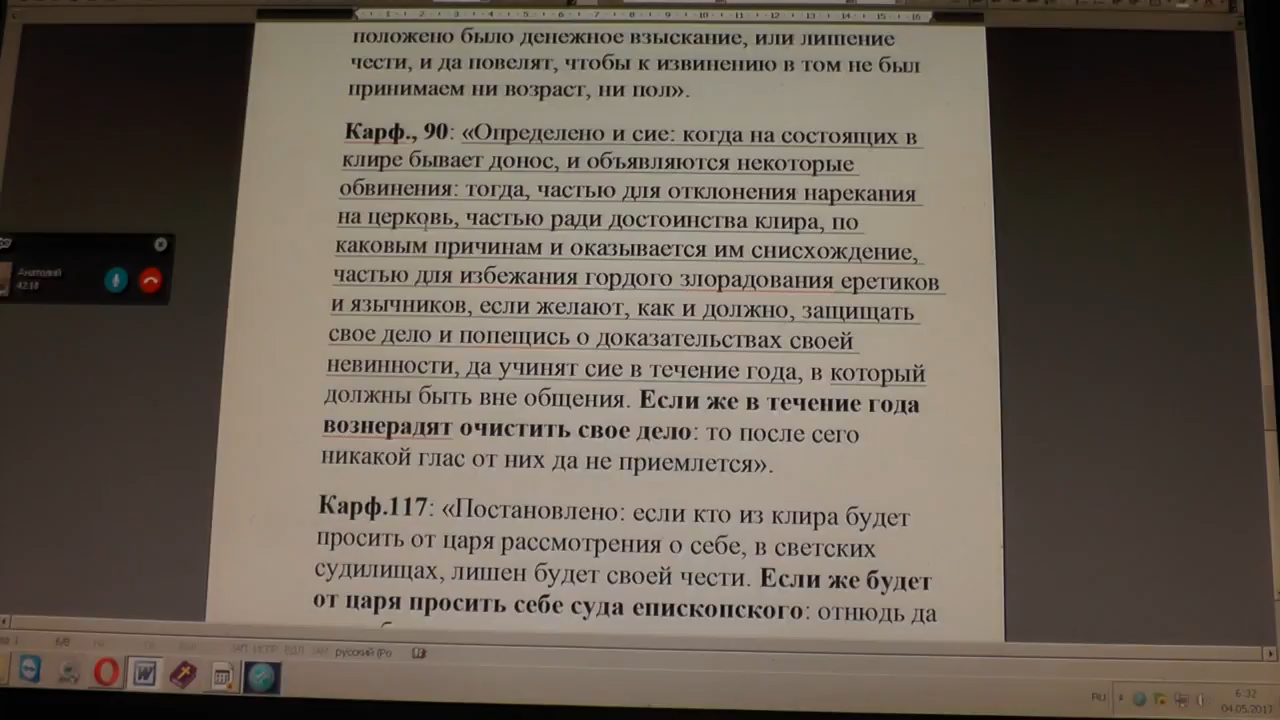 положено было денежное взыскание, или лишение
чести, и да повелят, чтобы к извинению в том не был
принимаем ни возраст, ни пол».
Карф., 90: «Определено и сие: когда на состоящих в
клире бывает донос, и объявляются некоторые
обвинения: тогда, частью для отклонения нарекания
на церковь, частью ради достоинства клира, по
каковым причинам и оказывается им снисхождение,
частью для избежания гордого злорадования еретиков
и язычников, если желают, как и должно, защищать
свое дело и попещись о доказательствах своей
невинности, да учинят сие в течение года, в который
должны быть вне общения. Если же в течение года
вознерадят очистить свое дело: то после сего
никакой глас от них да не приемлется».
Карф.117: «Постановлено: если кто из клира будет
просить от царя рассмотрения о себе, в светских
судилищах, лишен будет своей чести. Если же будет
от царя просить себе суда епископского: отнюдь да
Анатолий
42:18
6/8
русский (Ро
RU
6:32
04.05.2017